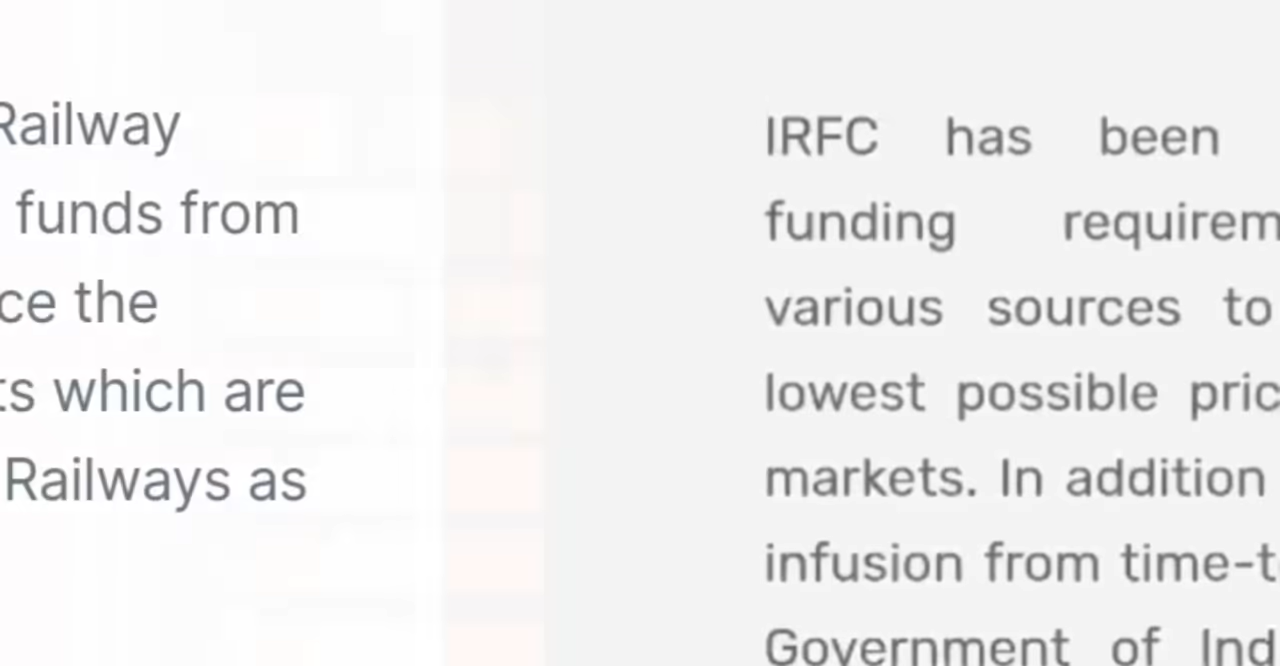 Railway
funds from
ce the
ts which are
Railways as
IRFC has been
funding requirem
various sources to
lowest possible pric
markets. In addition
infusion from time-t
Government of Ind